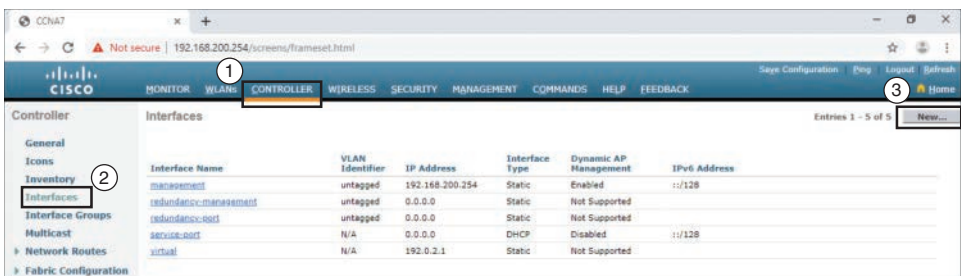 CCNA7
Not secure 192.168.200.254/screens/frameset.html
1
Save Configuration Ping Logout Refresh
CISCO MONITOR WLANs CONTROLLER WIRELESS SECURITY MANAGEMENT COMMANDS HELP FEEDBACK
3
Home
Controller
Interfaces
Entries 1 - 5 of 5 New...
General
Icons
Inventory
2
Interfaces
Interface Groups
Multicast
Network Routes
Fabric Configuration
Interface Name VLAN Identifier IP Address Interface Type Dynamic AP Management IPv6 Address
management untagged 192.168.200.254 Static Enabled ::/128
redundancy-management untagged 0.0.0.0 Static Not Supported
redundancy-port untagged 0.0.0.0 Static Not Supported
service-port N/A 0.0.0.0 DHCP Disabled ::/128
virtual N/A 192.0.2.1 Static Not Supported